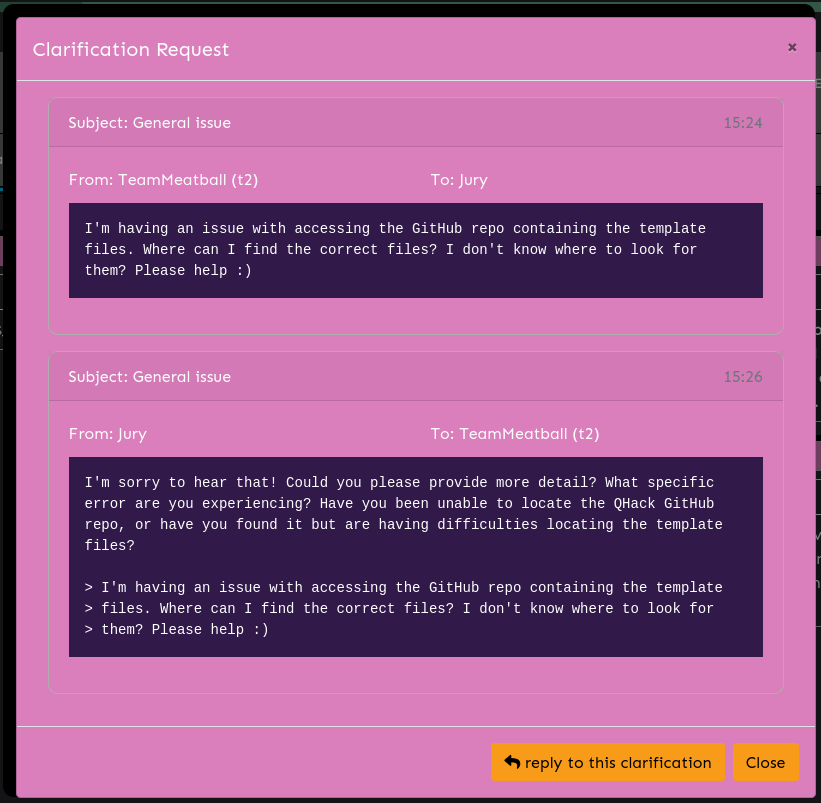 Clarification Request
×
Subject: General issue
15:24
From: TeamMeatball (t2)
To: Jury
I'm having an issue with accessing the GitHub repo containing the template
files. Where can I find the correct files? I don't know where to look for
them? Please help :)
Subject: General issue
15:26
From: Jury
To: TeamMeatball (t2)
I'm sorry to hear that! Could you please provide more detail? What specific
error are you experiencing? Have you been unable to locate the QHack GitHub
repo, or have you found it but are having difficulties locating the template
files?
> I'm having an issue with accessing the GitHub repo containing the template
> files. Where can I find the correct files? I don't know where to look for
> them? Please help :)
reply to this clarification
Close